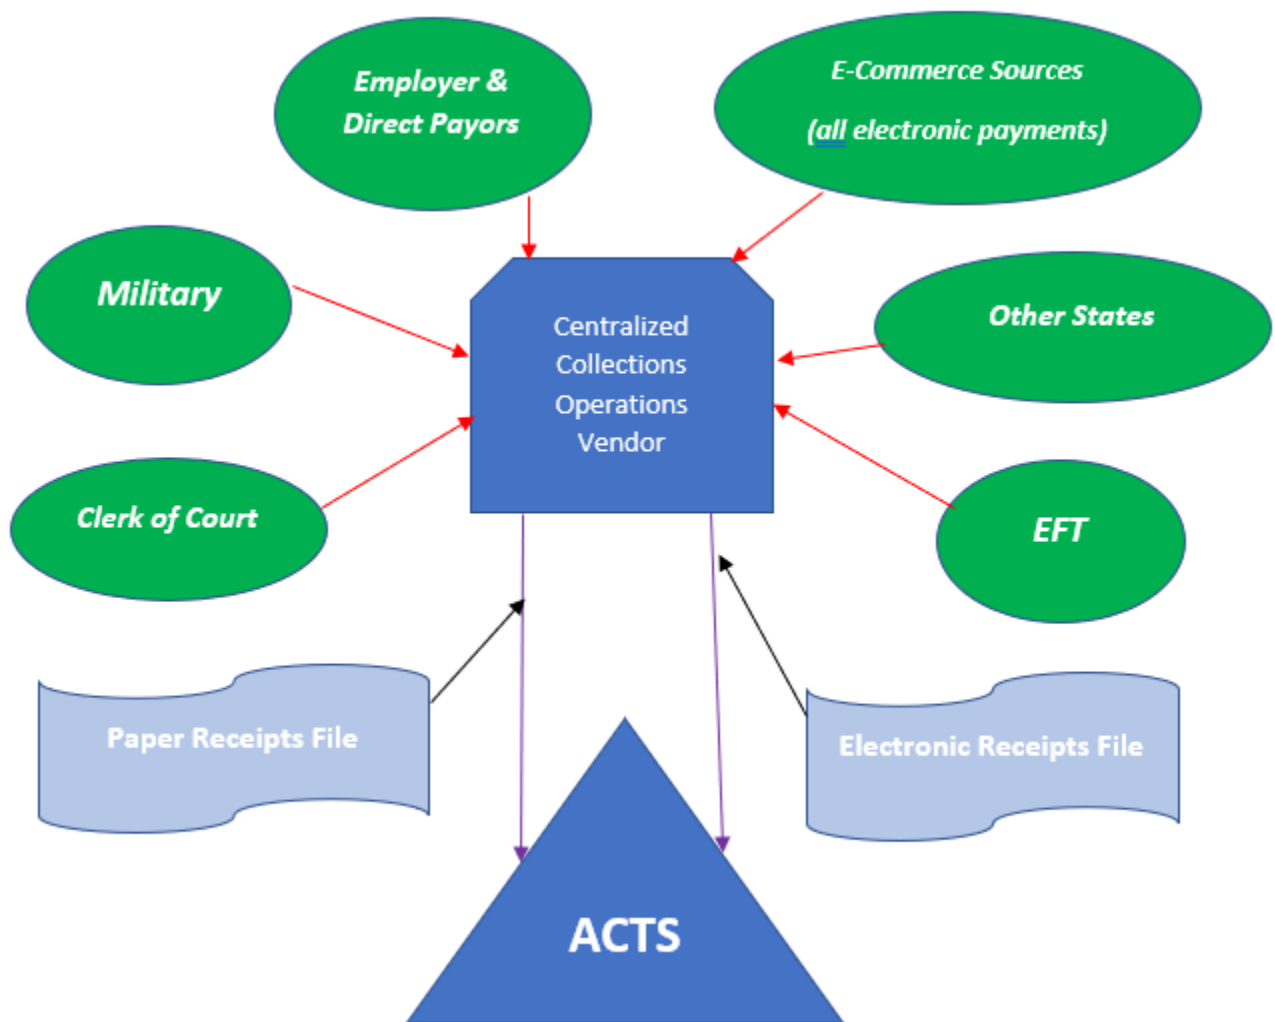 Employer &
Direct Payors
E-Commerce Sources
(all electronic payments)
Military
Other States
Centralized
Collections
Operations
Vendor
Clerk of Court
EFT
Paper Receipts File
Electronic Receipts File
ACTS